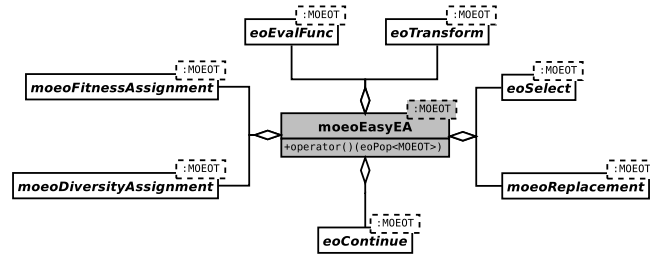 :MOEOT
eoEvalFunc
:MOEOT
eoTransform
:MOEOT
moeoFitnessAssignment
:MOEOT
eoSelect
:MOEOT
moeoEasyEA
+operator()(eoPop<MOEOT>)
:MOEOT
moeoDiversityAssignment
:MOEOT
moeoReplacement
:MOEOT
eoContinue